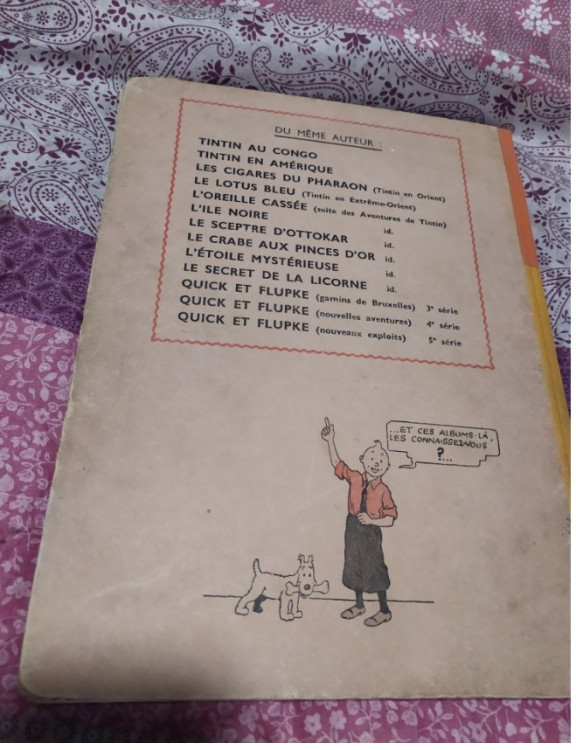 DU MÊME AUTEUR :
TINTIN AU CONGO
TINTIN EN AMÉRIQUE
LES CIGARES DU PHARAON (Tintin en Orient)
LE LOTUS BLEU (Tintin en Extrême-Orient)
L'OREILLE CASSÉE (suite des Aventures de Tintin)
L'ILE NOIRE id.
LE SCEPTRE D'OTTOKAR id.
LE CRABE AUX PINCES D'OR id.
L'ÉTOILE MYSTÉRIEUSE id.
LE SECRET DE LA LICORNE id.
QUICK ET FLUPKE (gamins de Bruxelles) 3e série
QUICK ET FLUPKE (nouvelles aventures) 4e série
QUICK ET FLUPKE (nouveaux exploits) 5e série
...ET CES ALBUMS-LÀ,
LES CONNAISSEZ-VOUS
?...